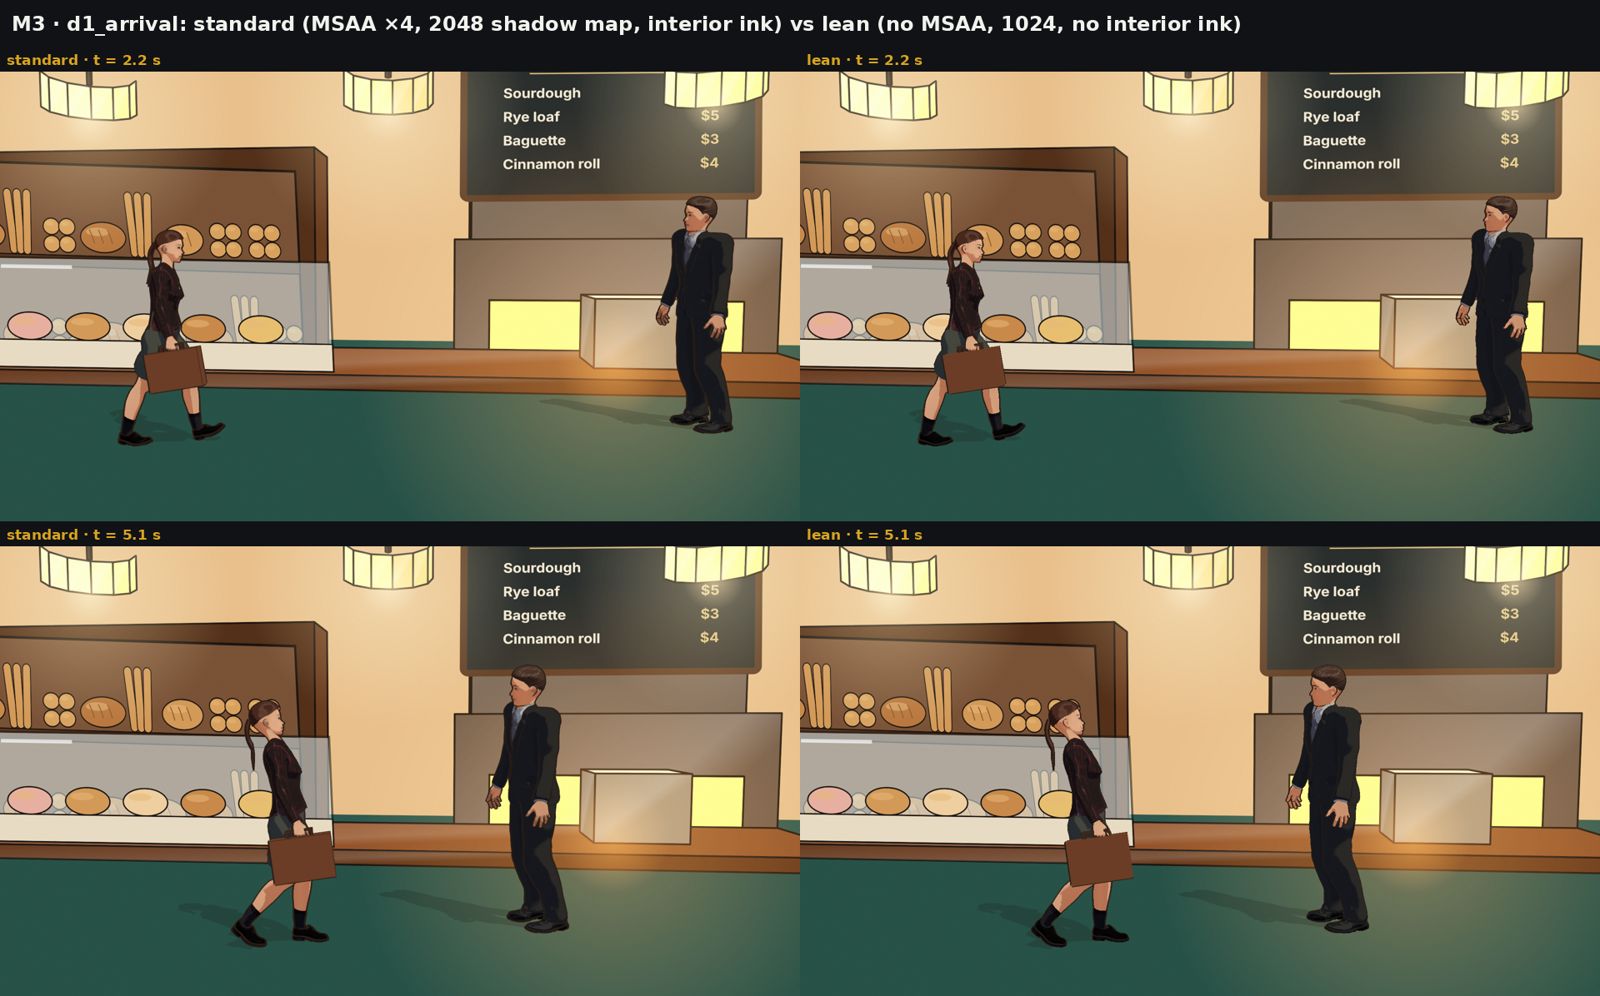 M3 · d1_arrival: standard (MSAA ×4, 2048 shadow map, interior ink) vs lean (no MSAA, 1024, no interior ink)
standard · t = 2.2 s
Sourdough
Rye loaf $5
Baguette $3
Cinnamon roll $4
lean · t = 2.2 s
Sourdough
Rye loaf $5
Baguette $3
Cinnamon roll $4
standard · t = 5.1 s
Sourdough
Rye loaf $5
Baguette $3
Cinnamon roll $4
lean · t = 5.1 s
Sourdough
Rye loaf $5
Baguette $3
Cinnamon roll $4